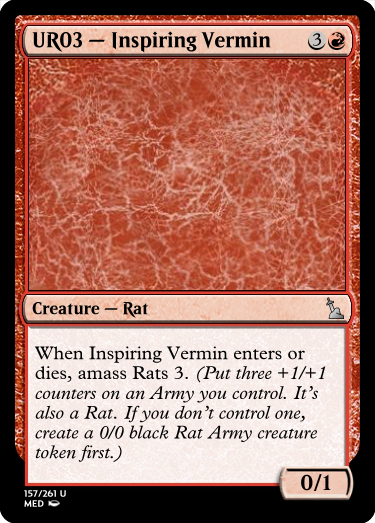 UR03 — Inspiring Vermin 3
Creature — Rat
When Inspiring Vermin enters or
dies, amass Rats 3. (Put three +1/+1
counters on an Army you control. It's
also a Rat. If you don't control one,
create a 0/0 black Rat Army creature
token first.)
0/1
157/261 U
MED